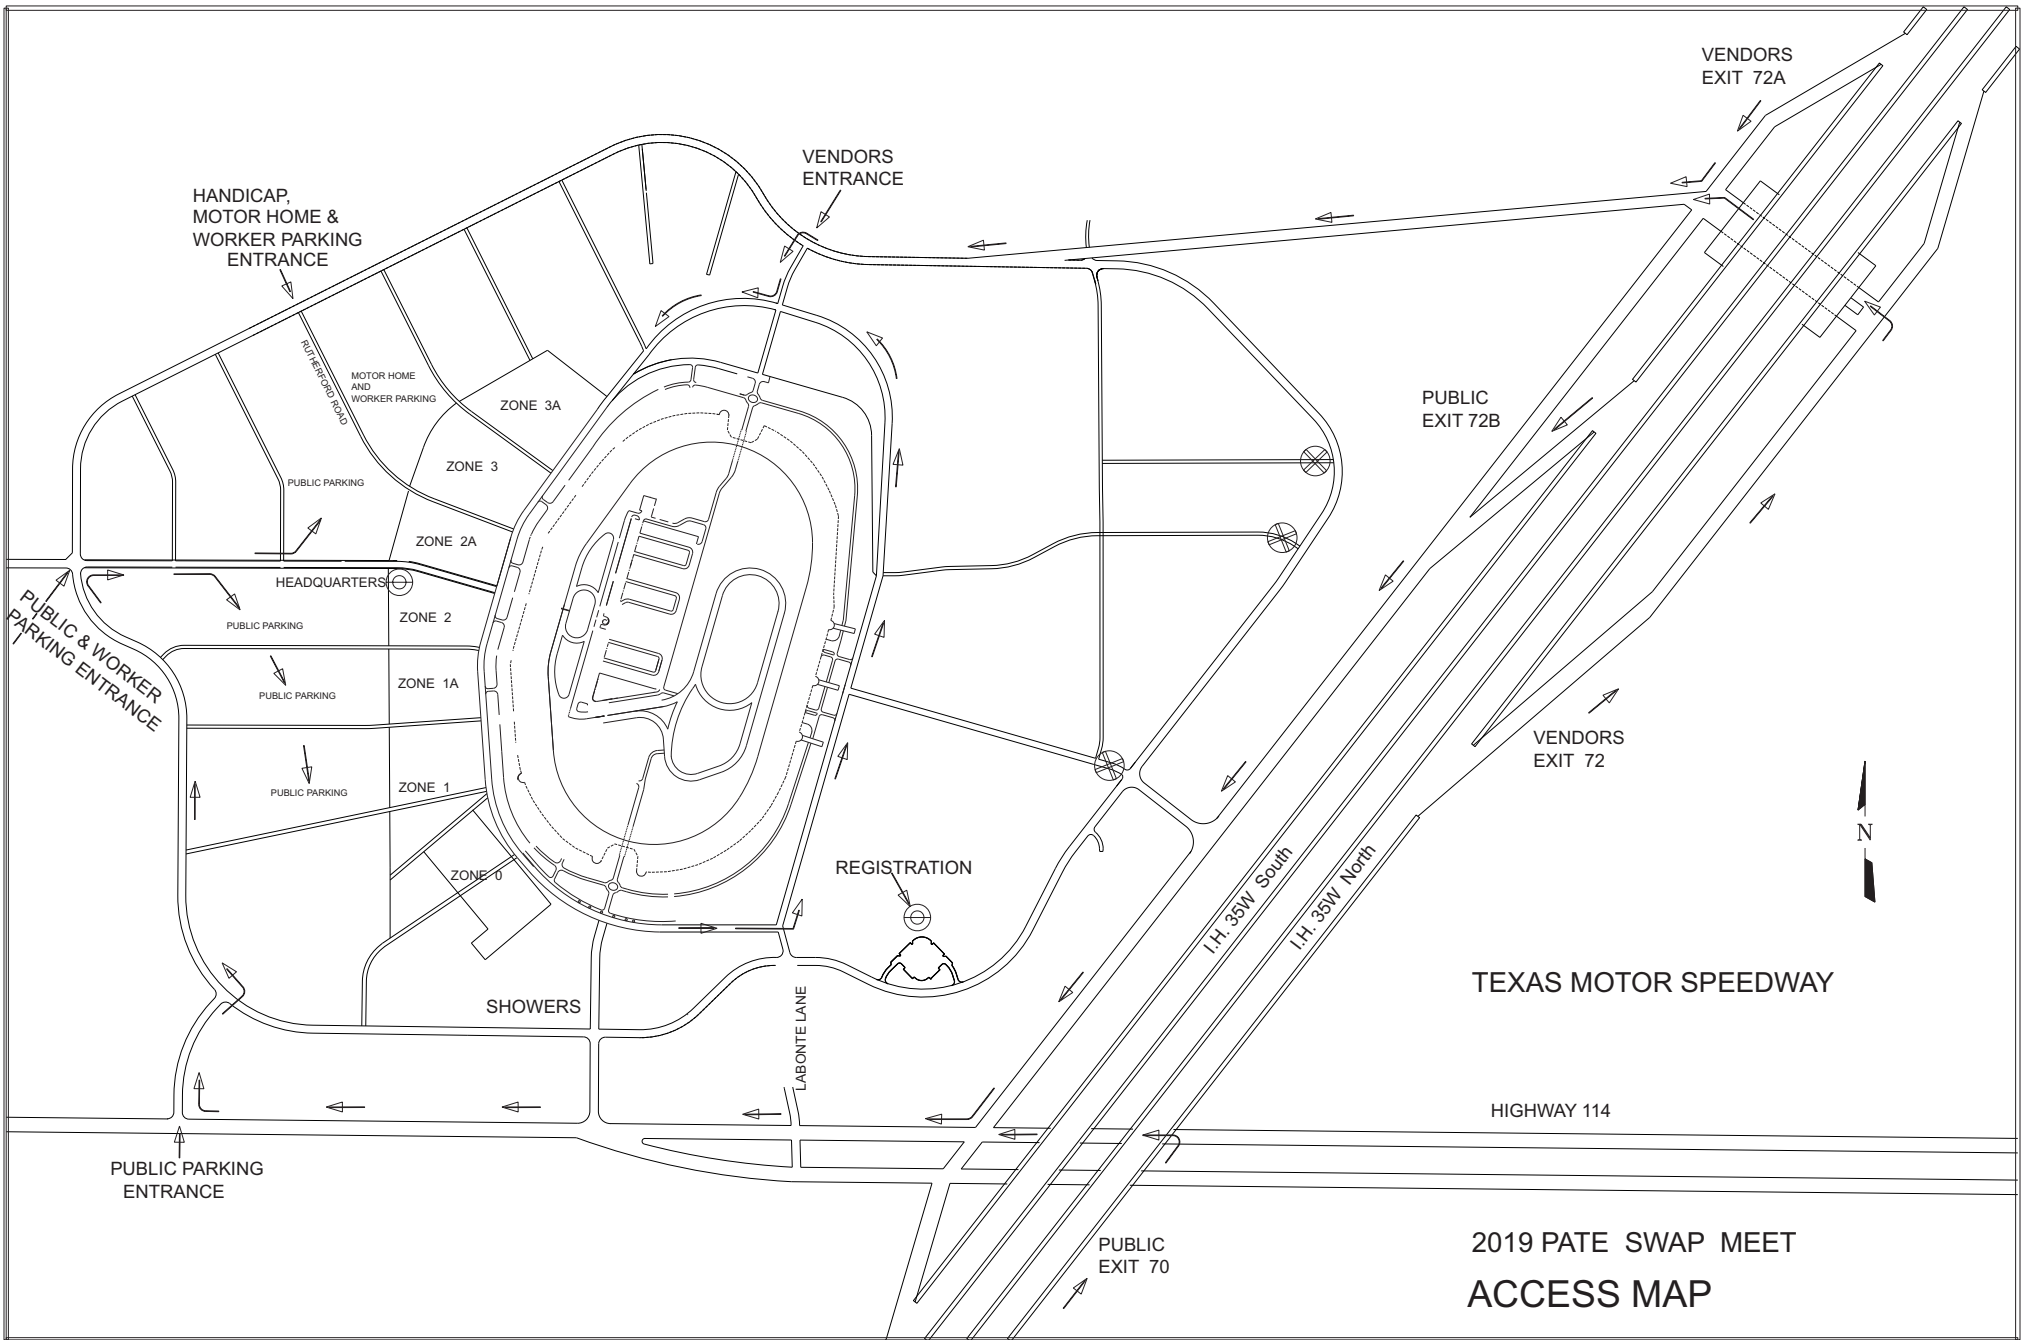 VENDORS
EXIT 72A
VENDORS
ENTRANCE
HANDICAP,
MOTOR HOME &
WORKER PARKING
ENTRANCE
RUTHERFORD ROAD
MOTOR HOME
AND
WORKER PARKING
ZONE 3A
PUBLIC
EXIT 72B
ZONE 3
PUBLIC PARKING
ZONE 2A
HEADQUARTERS
PUBLIC & WORKER
PARKING ENTRANCE
PUBLIC PARKING
ZONE 2
PUBLIC PARKING
ZONE 1A
VENDORS
EXIT 72
PUBLIC PARKING
ZONE 1
N
ZONE 0
REGISTRATION
I.H. 35W South
I.H. 35W North
TEXAS MOTOR SPEEDWAY
SHOWERS
LABONTE LANE
HIGHWAY 114
PUBLIC PARKING
ENTRANCE
PUBLIC
EXIT 70
2019 PATE SWAP MEET
ACCESS MAP